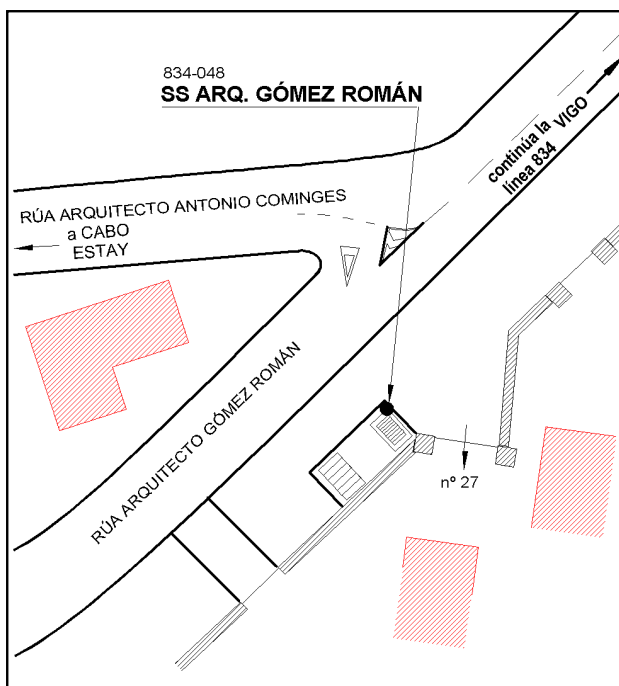 834-048
SS ARQ. GÓMEZ ROMÁN
continúa la VIGO
línea 834
RÚA ARQUITECTO ANTONIO COMINGES
a CABO
ESTAY
RÚA ARQUITECTO GÓMEZ ROMÁN
nº 27